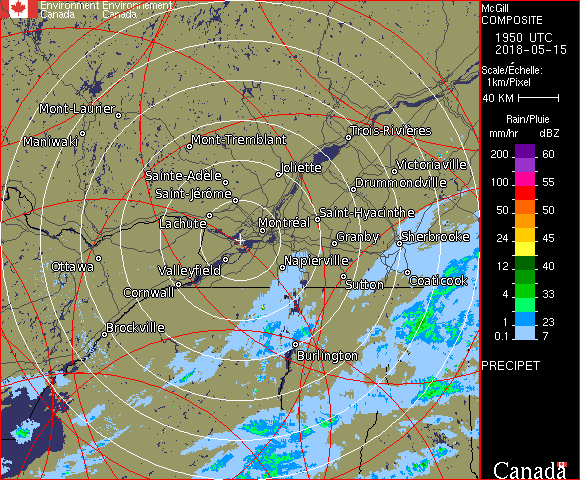 Environment Environnement
Canada Canada
McGill
COMPOSITE
1950 UTC
2018-05-15
Scale/Échelle:
1km/Pixel
40 KM
Rain/Pluie
mm/hr dBZ
200 60
155
100 55
50 50
24 45
12 40
4 33
1 23
0.1 7
PRECIPET
Canada
Mont-Laurier
Maniwaki
Mont-Tremblant
Trois-Rivières
Victoriaville
Joliette
Sainte-Adèle
Drummondville
Saint-Jérôme
Saint-Hyacinthe
Lachute
Montréal
Granby
Sherbrooke
Ottawa
Valleyfield
Napierville
Sutton
Coaticook
Cornwall
Brockville
Burlington